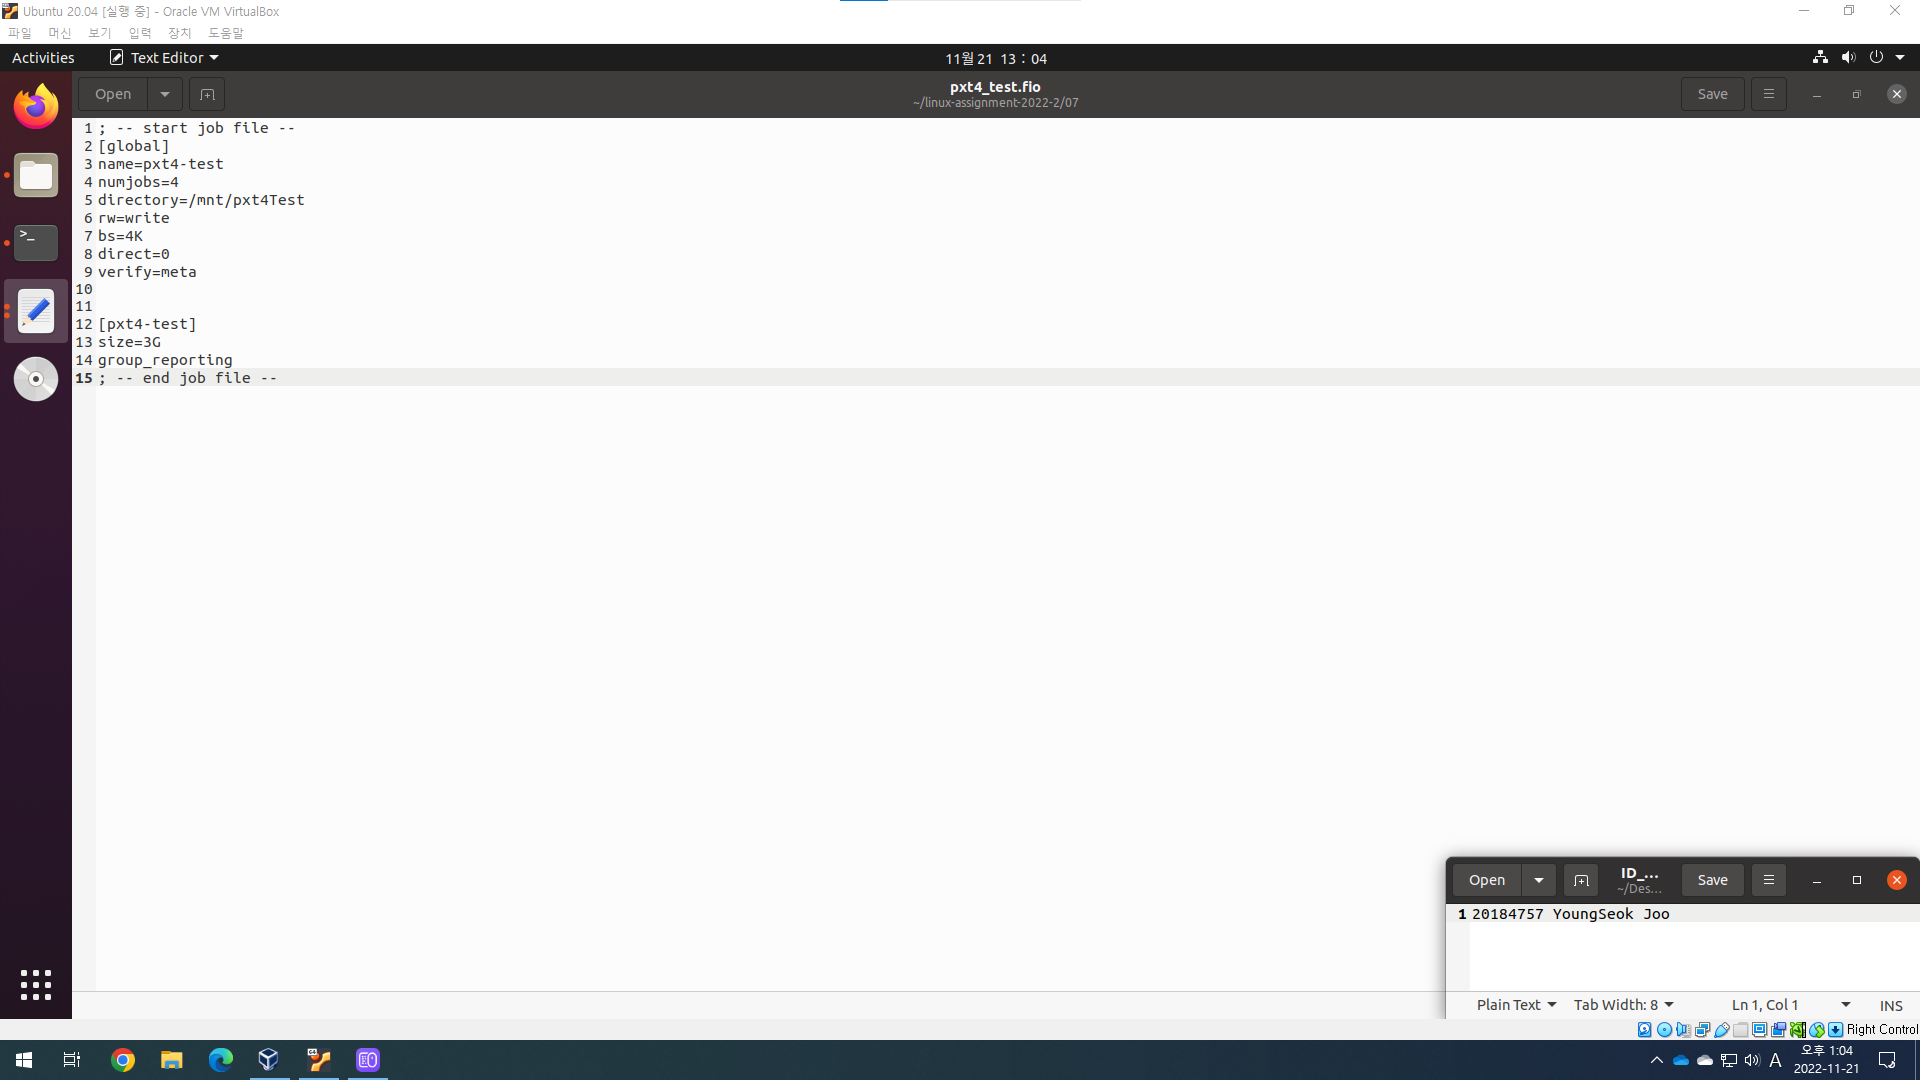 Ubuntu 20.04 [실행 중] - Oracle VM VirtualBox
파일 머신 보기 입력 장치 도움말
Activities Text Editor 11월 21 13 : 04
Open pxt4_test.fio Save
~/linux-assignment-2022-2/07
1 ; -- start job file --
2 [global]
3 name=pxt4-test
4 numjobs=4
5 directory=/mnt/pxt4Test
6 rw=write
7 bs=4K
8 direct=0
9 verify=meta
10
11
12 [pxt4-test]
13 size=3G
14 group_reporting
15 ; -- end job file --
Open ID_... Save
~/Des...
1 20184757 YoungSeok Joo
Plain Text Tab Width: 8 Ln 1, Col 1 INS
Right Control
A 오후 1:04
2022-11-21